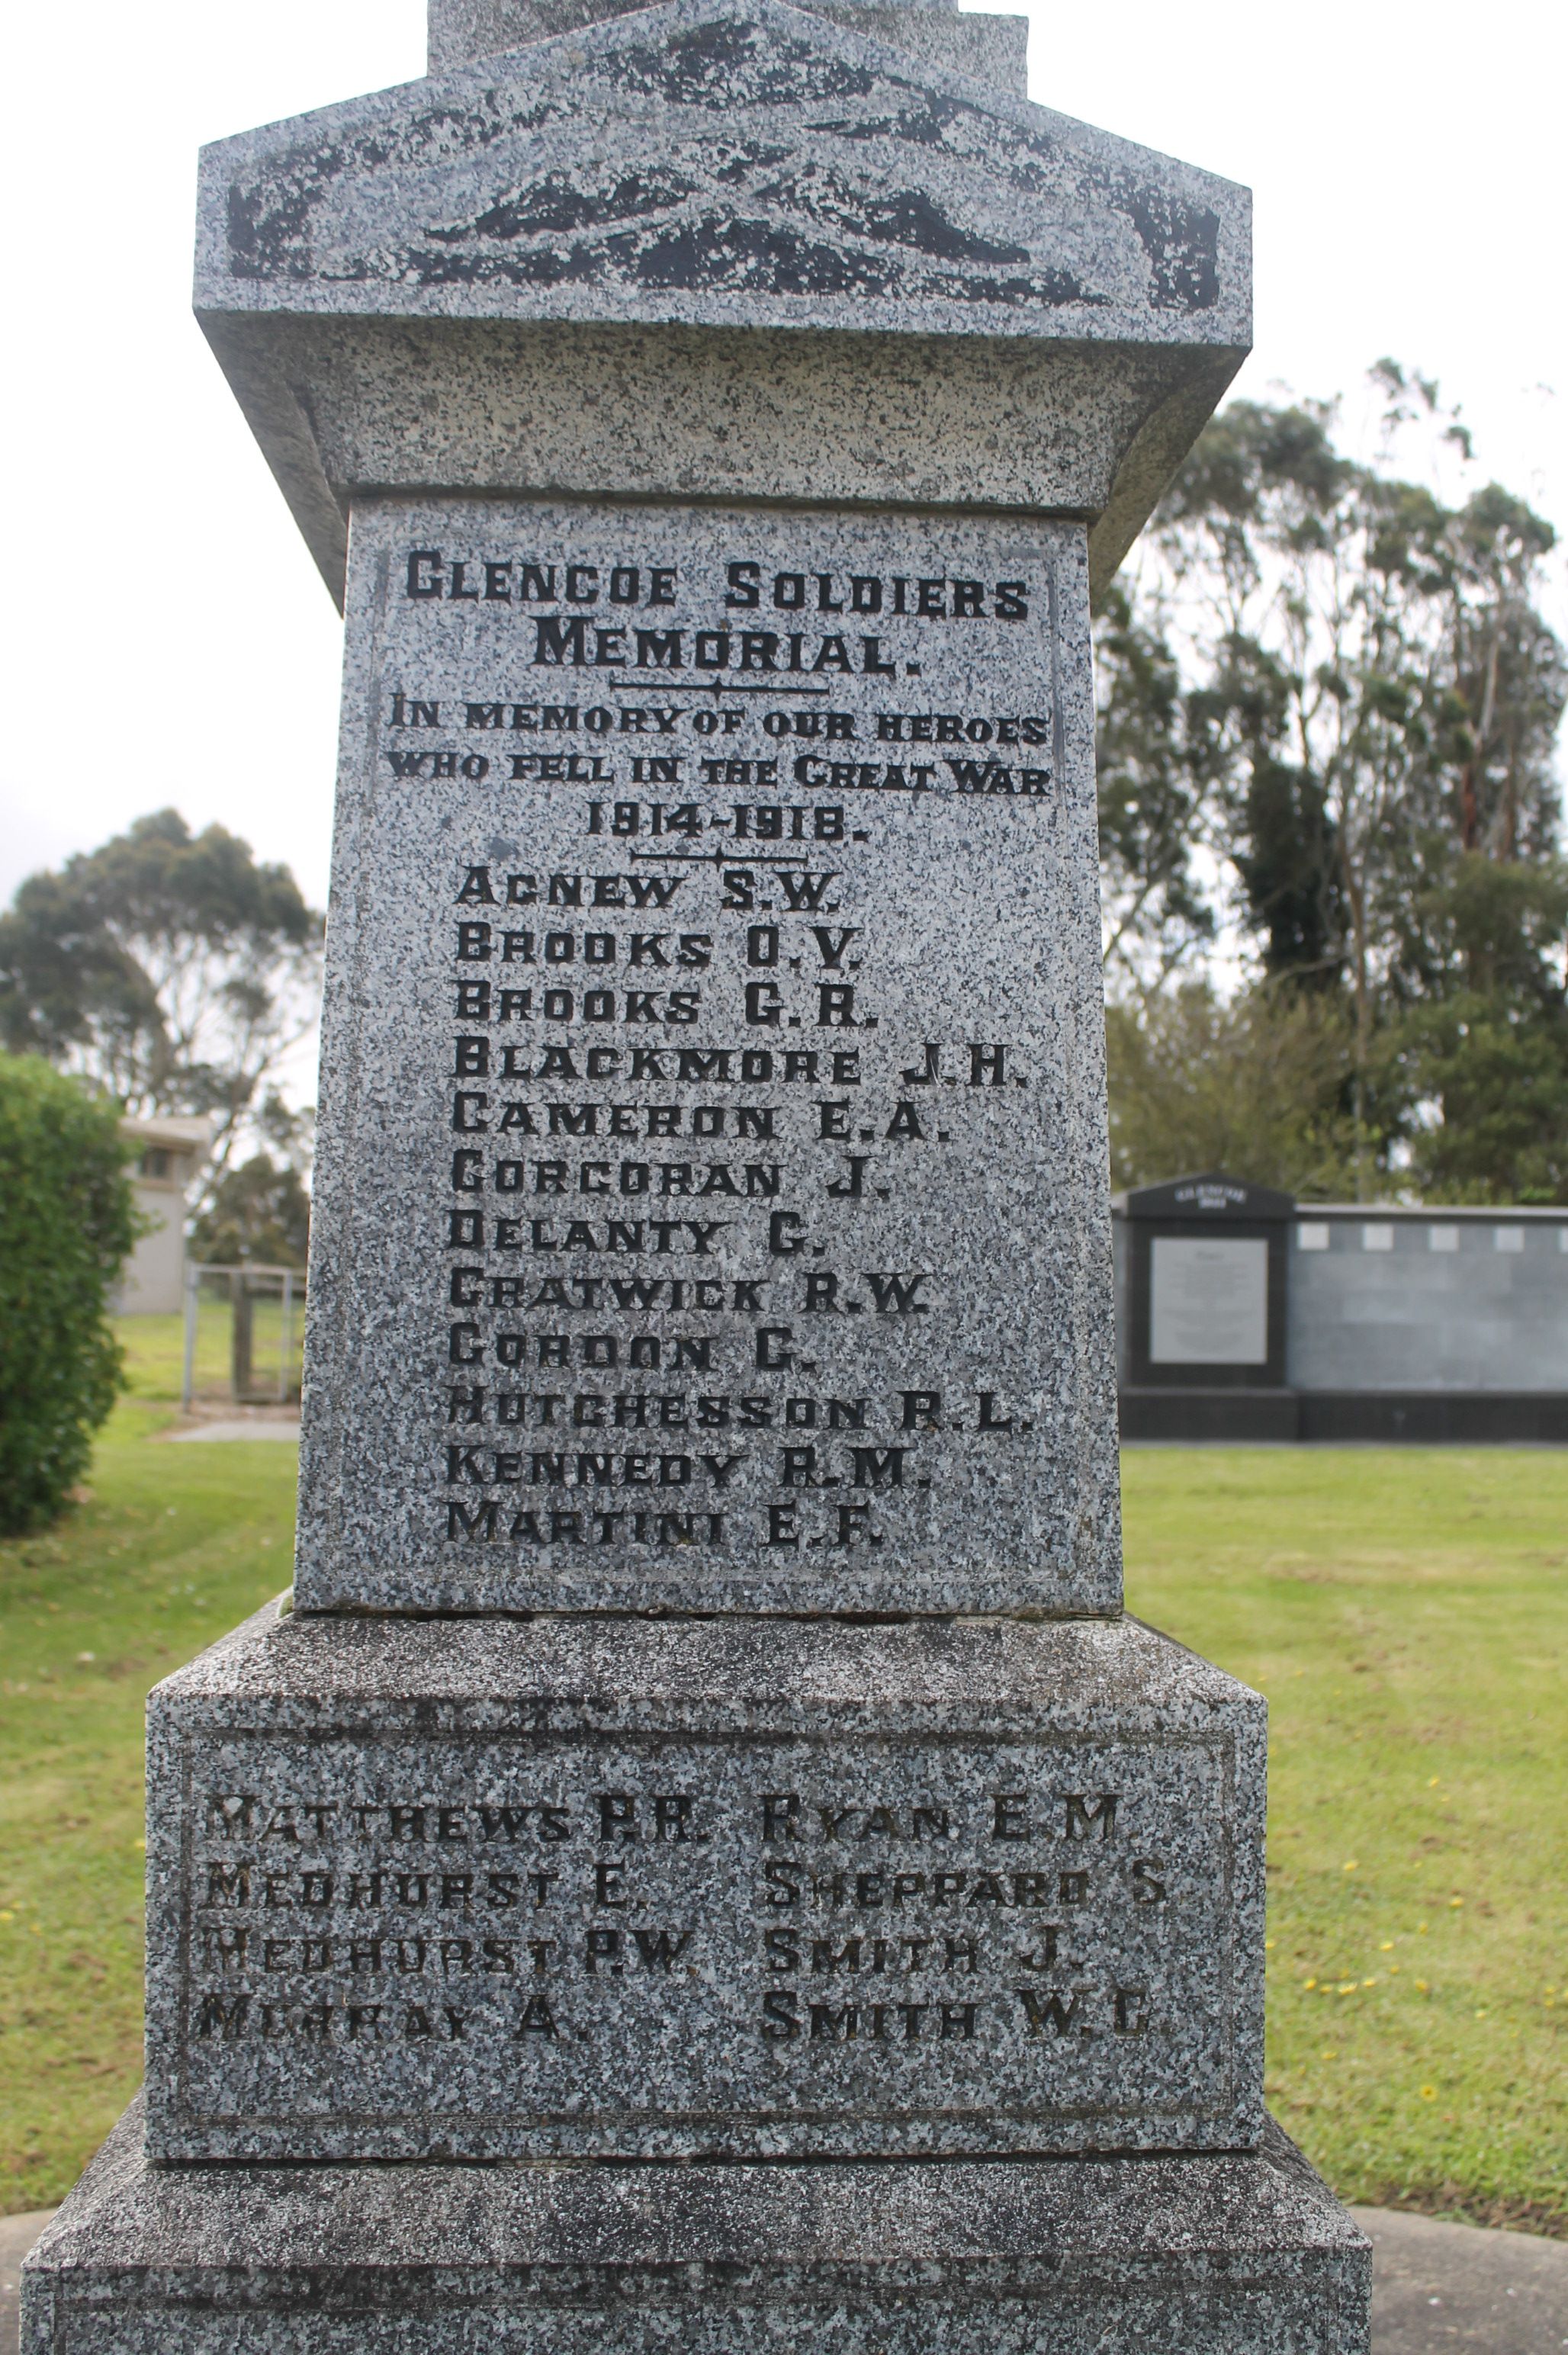 GLENCOE SOLDIERS
MEMORIAL.
IN MEMORY OF OUR HEROES
WHO FELL IN THE GREAT WAR
1914-1918.
AGNEW S.W.
BROOKS O.V.
BROOKS G.R.
BLACKMORE J.H.
CAMERON E.A.
CORCORAN J.
DELANTY G.
GRATWICK R.W.
GORDON G.
HUTCHESSON R.L.
KENNEDY R.M.
MARTINI E.F.
MATTHEWS P.R.
MEDHURST E.
MEDHURST P.W.
MURRAY A.
RYAN E.M.
SHEPPARD S
SMITH J.
SMITH W.G.
GLENCOE